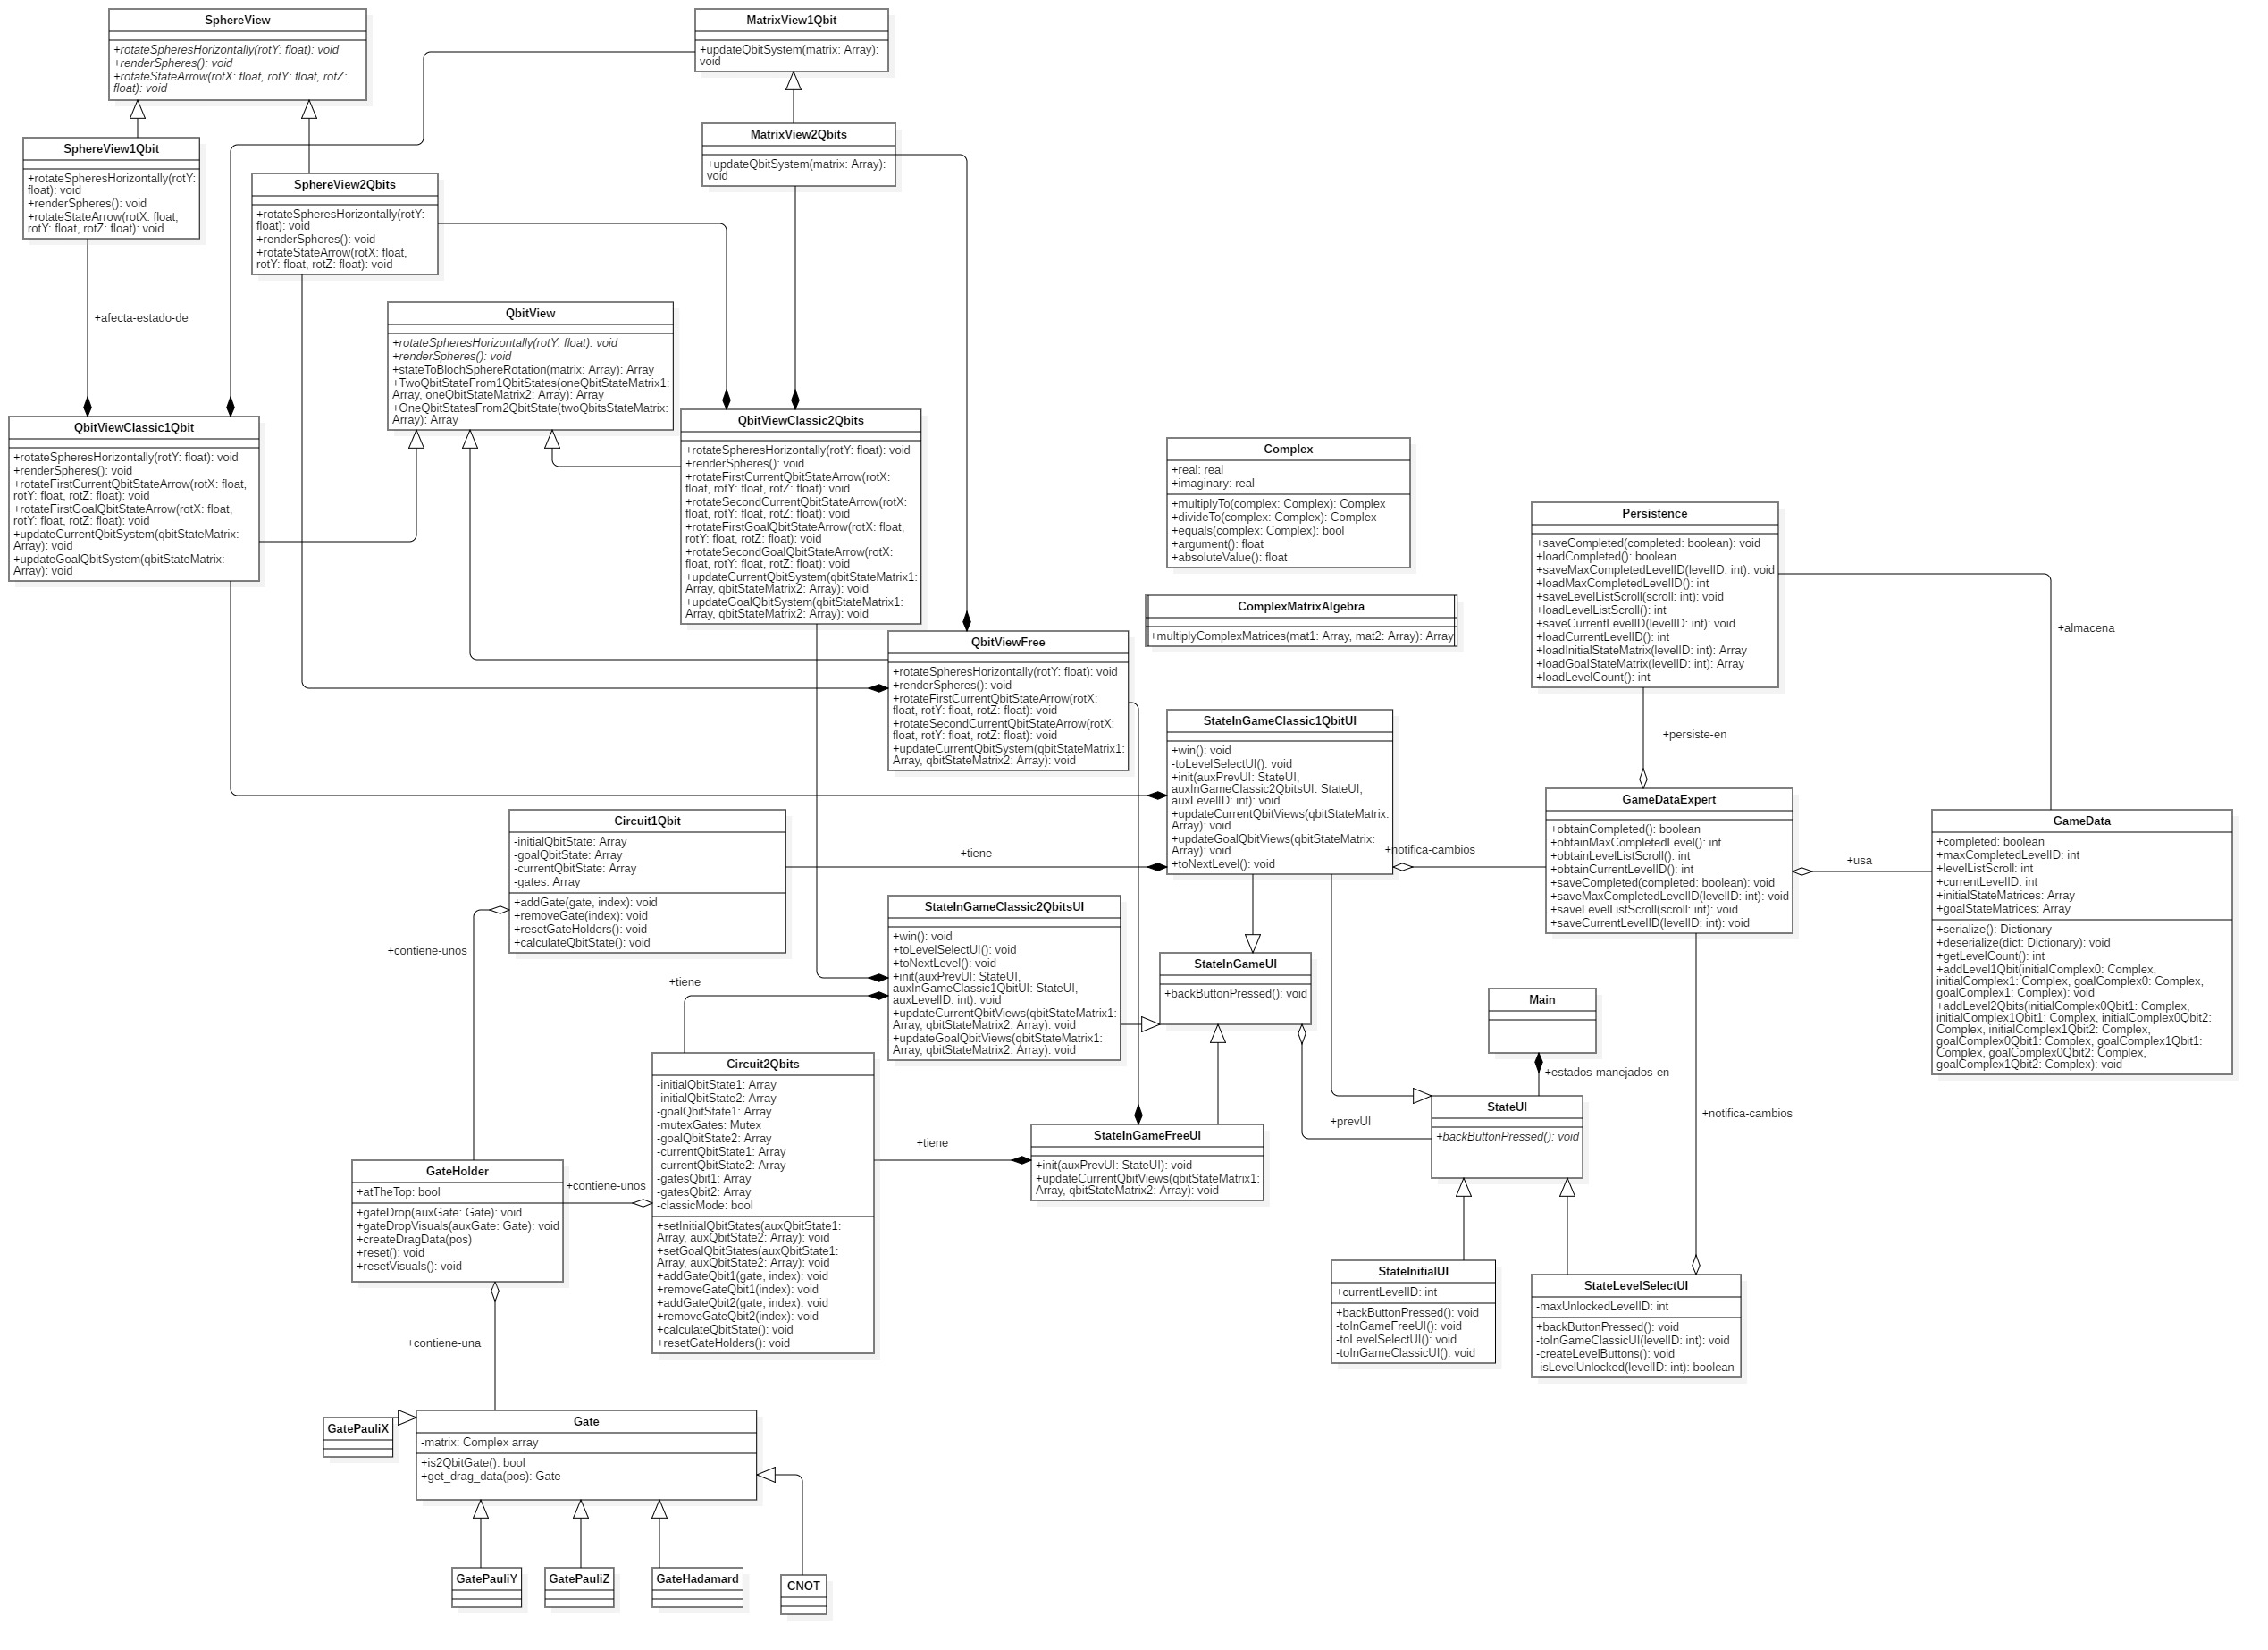 SphereView
+rotateSpheresHorizontally(rotY: float): void
+renderSpheres(): void
+rotateStateArrow(rotX: float, rotY: float, rotZ:
float): void
MatrixView1Qbit
+updateQbitSystem(matrix: Array):
void
SphereView1Qbit
+rotateSpheresHorizontally(rotY:
float): void
+renderSpheres(): void
+rotateStateArrow(rotX: float,
rotY: float, rotZ: float): void
SphereView2Qbits
+rotateSpheresHorizontally(rotY:
float): void
+renderSpheres(): void
+rotateStateArrow(rotX: float,
rotY: float, rotZ: float): void
MatrixView2Qbits
+updateQbitSystem(matrix: Array):
void
+afecta-estado-de
QbitView
+rotateSpheresHorizontally(rotY: float): void
+renderSpheres(): void
+stateToBlochSphereRotation(matrix: Array): Array
+TwoQbitStateFrom1QbitStates(oneQbitStateMatrix1:
Array, oneQbitStateMatrix2: Array): Array
+OneQbitStatesFrom2QbitState(twoQbitsStateMatrix:
Array): Array
QbitViewClassic1Qbit
+rotateSpheresHorizontally(rotY: float): void
+renderSpheres(): void
+rotateFirstCurrentQbitStateArrow(rotX: float,
rotY: float, rotZ: float): void
+rotateFirstGoalQbitStateArrow(rotX: float,
rotY: float, rotZ: float): void
+updateCurrentQbitSystem(qbitStateMatrix:
Array): void
+updateGoalQbitSystem(qbitStateMatrix:
Array): void
QbitViewClassic2Qbits
+rotateSpheresHorizontally(rotY: float): void
+renderSpheres(): void
+rotateFirstCurrentQbitStateArrow(rotX:
float, rotY: float, rotZ: float): void
+rotateSecondCurrentQbitStateArrow(rotX:
float, rotY: float, rotZ: float): void
+rotateFirstGoalQbitStateArrow(rotX: float,
rotY: float, rotZ: float): void
+rotateSecondGoalQbitStateArrow(rotX:
float, rotY: float, rotZ: float): void
+updateCurrentQbitSystem(qbitStateMatrix1:
Array, qbitStateMatrix2: Array): void
+updateGoalQbitSystem(qbitStateMatrix1:
Array, qbitStateMatrix2: Array): void
Complex
+real: real
+imaginary: real
+multiplyTo(complex: Complex): Complex
+divideTo(complex: Complex): Complex
+equals(complex: Complex): bool
+argument(): float
+absoluteValue(): float
ComplexMatrixAlgebra
+multiplyComplexMatrices(mat1: Array, mat2: Array): Array
Persistence
+saveCompleted(completed: boolean): void
+loadCompleted(): boolean
+saveMaxCompletedLevelID(levelID: int): void
+loadMaxCompletedLevelID(): int
+saveLevelListScroll(scroll: int): void
+loadLevelListScroll(): int
+saveCurrentLevelID(levelID: int): void
+loadCurrentLevelID(): int
+loadInitialStateMatrix(levelID: int): Array
+loadGoalStateMatrix(levelID: int): Array
+loadLevelCount(): int
+almacena
+persiste-en
QbitViewFree
+rotateSpheresHorizontally(rotY: float): void
+renderSpheres(): void
+rotateFirstCurrentQbitStateArrow(rotX:
float, rotY: float, rotZ: float): void
+rotateSecondCurrentQbitStateArrow(rotX:
float, rotY: float, rotZ: float): void
+updateCurrentQbitSystem(qbitStateMatrix1:
Array, qbitStateMatrix2: Array): void
StateInGameClassic1QbitUI
+win(): void
-toLevelSelectUI(): void
+init(auxPrevUI: StateUI,
auxInGameClassic2QbitsUI: StateUI,
auxLevelID: int): void
+updateCurrentQbitViews(qbitStateMatrix:
Array): void
+updateGoalQbitViews(qbitStateMatrix:
Array): void
+toNextLevel(): void
+notifica-cambios
GameDataExpert
+obtainCompleted(): boolean
+obtainMaxCompletedLevel(): int
+obtainLevelListScroll(): int
+obtainCurrentLevelID(): int
+saveCompleted(completed: boolean): void
+saveMaxCompletedLevelID(levelID: int): void
+saveLevelListScroll(scroll: int): void
+saveCurrentLevelID(levelID: int): void
+usa
GameData
+completed: boolean
+maxCompletedLevelID: int
+levelListScroll: int
+currentLevelID: int
+initialStateMatrices: Array
+goalStateMatrices: Array
+serialize(): Dictionary
+deserialize(dict: Dictionary): void
+getLevelCount(): int
+addLevel1Qbit(initialComplex0: Complex,
initialComplex1: Complex, goalComplex0: Complex,
goalComplex1: Complex): void
+addLevel2Qbits(initialComplex0Qbit1: Complex,
initialComplex1Qbit1: Complex, initialComplex0Qbit2:
Complex, initialComplex1Qbit2: Complex,
goalComplex0Qbit1: Complex, goalComplex1Qbit1:
Complex, goalComplex0Qbit2: Complex,
goalComplex1Qbit2: Complex): void
Circuit1Qbit
-initialQbitState: Array
-goalQbitState: Array
-currentQbitState: Array
-gates: Array
+addGate(gate, index): void
+removeGate(index): void
+resetGateHolders(): void
+calculateQbitState(): void
+tiene
+contiene-unos
+tiene
StateInGameClassic2QbitsUI
+win(): void
+toLevelSelectUI(): void
+toNextLevel(): void
+init(auxPrevUI: StateUI,
auxInGameClassic1QbitUI: StateUI,
auxLevelID: int): void
+updateCurrentQbitViews(qbitStateMatrix1:
Array, qbitStateMatrix2: Array): void
+updateGoalQbitViews(qbitStateMatrix1:
Array, qbitStateMatrix2: Array): void
StateInGameUI
+backButtonPressed(): void
Main
+estados-manejados-en
StateUI
+backButtonPressed(): void
+prevUI
+notifica-cambios
Circuit2Qbits
-initialQbitState1: Array
-initialQbitState2: Array
-goalQbitState1: Array
-mutexGates: Mutex
-goalQbitState2: Array
-currentQbitState1: Array
-currentQbitState2: Array
-gatesQbit1: Array
-gatesQbit2: Array
-classicMode: bool
+setInitialQbitStates(auxQbitState1:
Array, auxQbitState2: Array): void
+setGoalQbitStates(auxQbitState1:
Array, auxQbitState2: Array): void
+addGateQbit1(gate, index): void
+removeGateQbit1(index): void
+addGateQbit2(gate, index): void
+removeGateQbit2(index): void
+calculateQbitState(): void
+resetGateHolders(): void
+tiene
StateInGameFreeUI
+init(auxPrevUI: StateUI): void
+updateCurrentQbitViews(qbitStateMatrix1:
Array, qbitStateMatrix2: Array): void
GateHolder
+atTheTop: bool
+gateDrop(auxGate: Gate): void
+gateDropVisuals(auxGate: Gate): void
+createDragData(pos)
+reset(): void
+resetVisuals(): void
+contiene-unos
StateInitialUI
+currentLevelID: int
+backButtonPressed(): void
-toInGameFreeUI(): void
-toLevelSelectUI(): void
-toInGameClassicUI(): void
StateLevelSelectUI
-maxUnlockedLevelID: int
+backButtonPressed(): void
-toInGameClassicUI(levelID: int): void
-createLevelButtons(): void
-isLevelUnlocked(levelID: int): boolean
+contiene-una
GatePauliX
Gate
-matrix: Complex array
+is2QbitGate(): bool
+get_drag_data(pos): Gate
GatePauliY
GatePauliZ
GateHadamard
CNOT